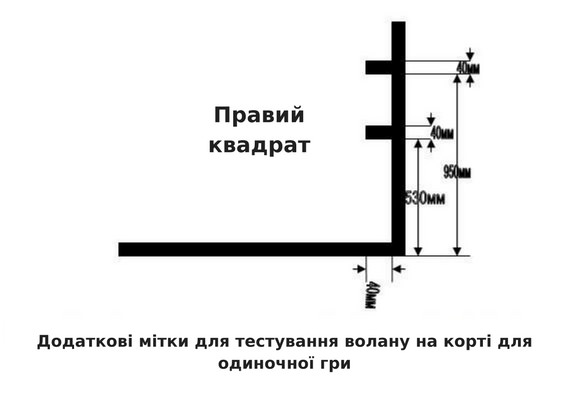 40мм
Правий
квадрат
40мм
950мм
530мм
40мм
Додаткові мітки для тестування волану на корті для
одиночної гри